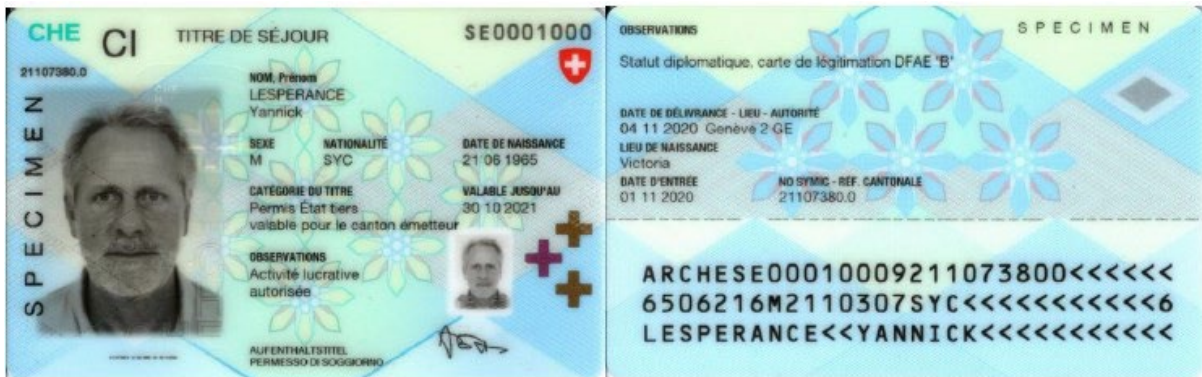 CHE
CI
TITRE DE SÉJOUR
SE0001000
21107380.0
SPECIMEN
NOM, Prénom
LESPERANCE
Yannick
SEXE NATIONALITÉ DATE DE NAISSANCE
M SYC 21 06 1965
CATÉGORIE DU TITRE VALABLE JUSQU'AU
Permis État tiers 30 10 2021
valable pour le canton émetteur
OBSERVATIONS
Activité lucrative
autorisée
AUFENTHALTSTITEL
PERMESSO DI SOGGIORNO
OBSERVATIONS
SPECIMEN
Statut diplomatique, carte de légitimation DFAE 'B'
DATE DE DÉLIVRANCE - LIEU - AUTORITÉ
04 11 2020 Genève 2 GE
LIEU DE NAISSANCE
Victoria
DATE D'ENTRÉE NO SYMIC - REF. CANTONALE
01 11 2020 21107380.0
ARCHESE00010009211073800<<<<<<
6506216M2110307SYC<<<<<<<<<<<6
LESPERANCE<<YANNICK<<<<<<<<<<<